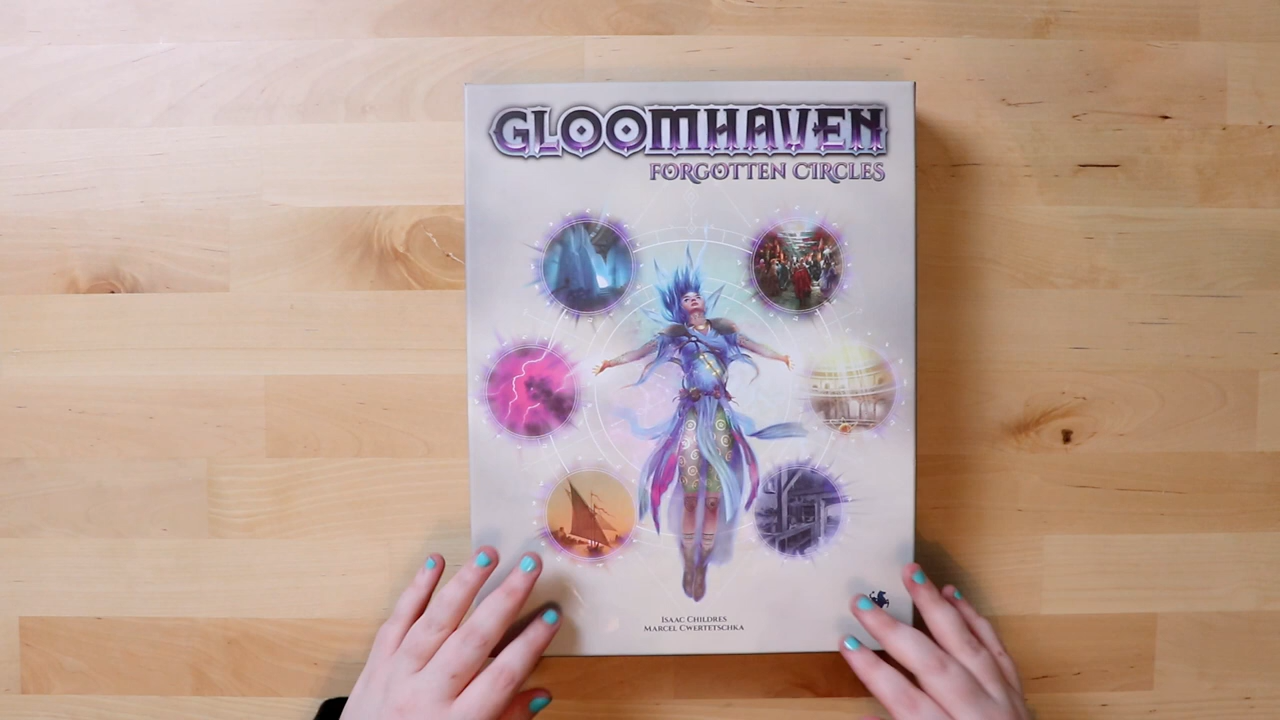 GLOOMHAVEN
FORGOTTEN CIRCLES
ISAAC CHILDRES
MARCEL CWERTETSCHKA